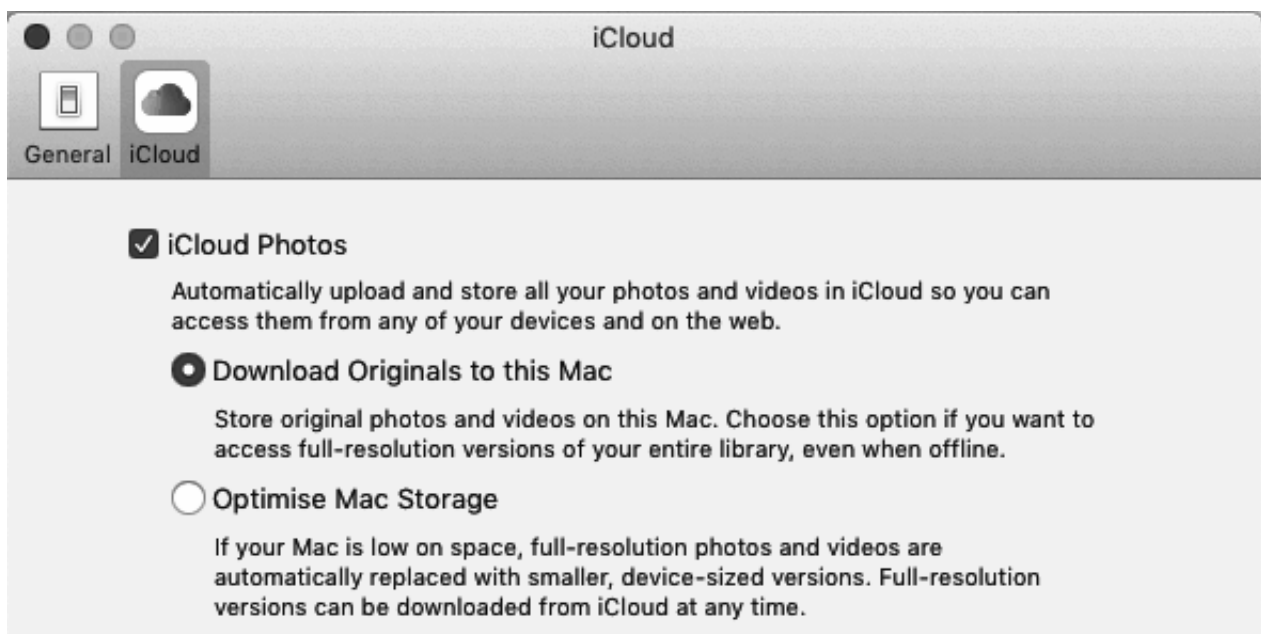 iCloud
General
iCloud
iCloud Photos
Automatically upload and store all your photos and videos in iCloud so you can
access them from any of your devices and on the web.
Download Originals to this Mac
Store original photos and videos on this Mac. Choose this option if you want to
access full-resolution versions of your entire library, even when offline.
Optimise Mac Storage
If your Mac is low on space, full-resolution photos and videos are
automatically replaced with smaller, device-sized versions. Full-resolution
versions can be downloaded from iCloud at any time.